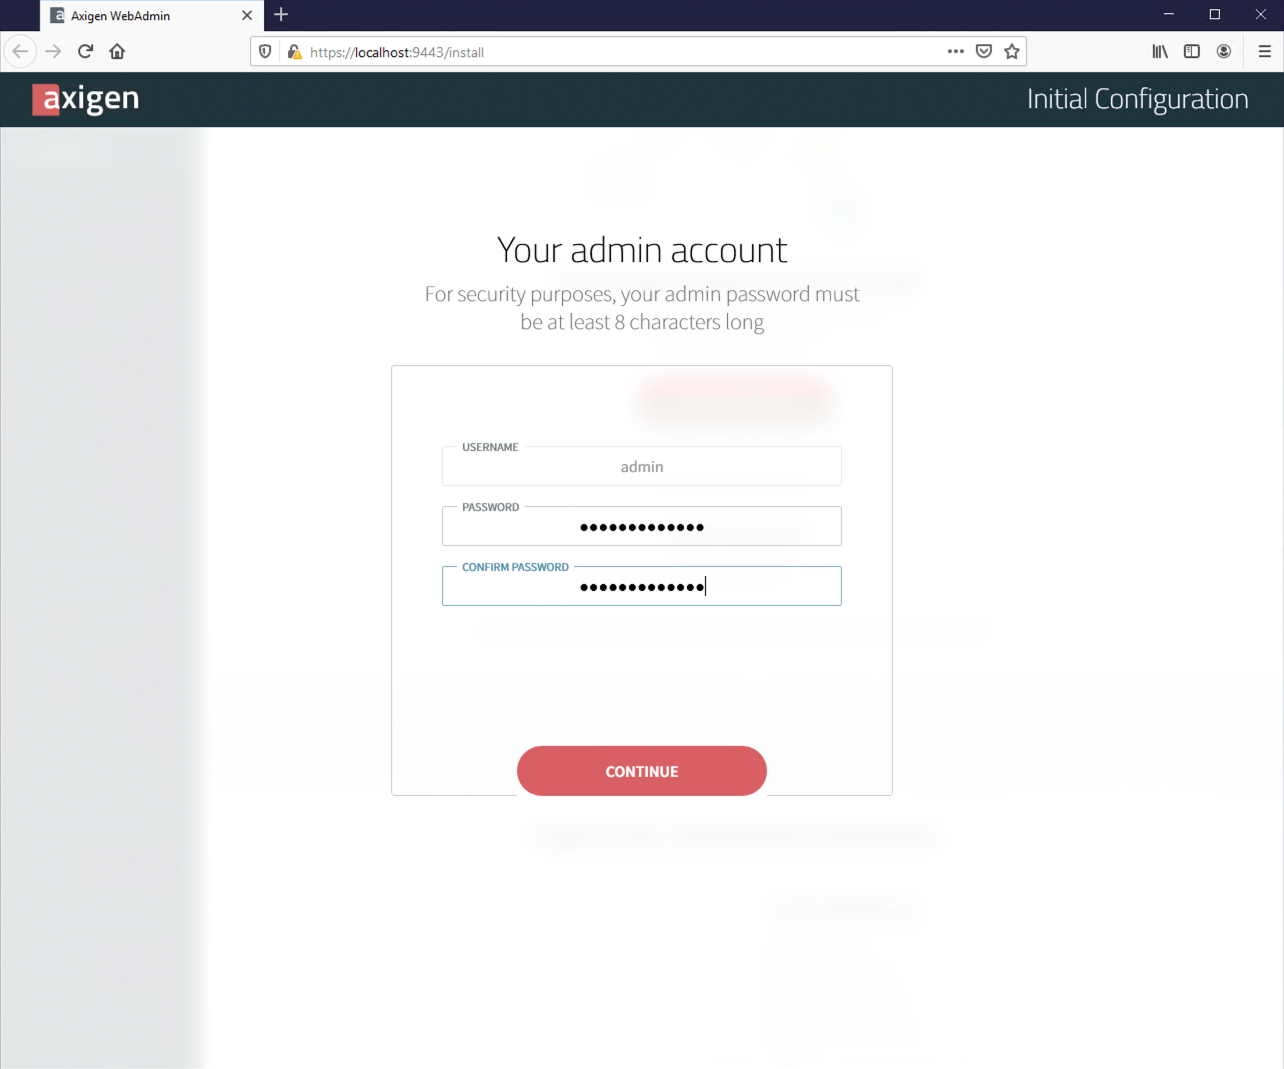 Axigen WebAdmin
https://localhost:9443/install
axigen
Initial Configuration
Your admin account
For security purposes, your admin password must
be at least 8 characters long
USERNAME
admin
PASSWORD
•••••••••••••
CONFIRM PASSWORD
•••••••••••••
CONTINUE